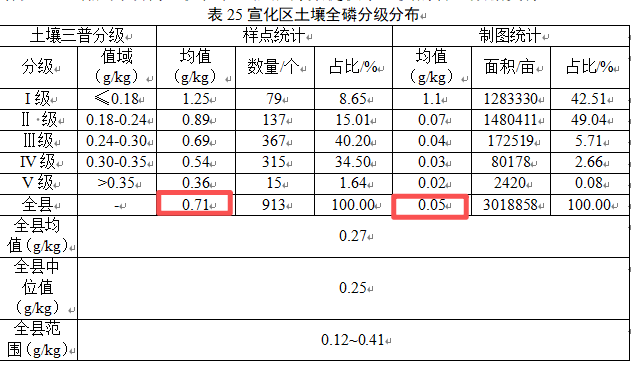 表 25 宣化区土壤全磷分级分布
土壤三普分级 样点统计 制图统计
分级 值域（g/kg） 均值（g/kg） 数量/个 占比/% 均值（g/kg） 面积/亩 占比/%
I 级 ≤0.18 1.25 79 8.65 1.1 1283330 42.51
II 级 0.18-0.24 0.89 137 15.01 0.07 1480411 49.04
III级 0.24-0.30 0.69 367 40.20 0.04 172519 5.71
IV 级 0.30-0.35 0.54 315 34.50 0.03 80178 2.66
V 级 >0.35 0.36 15 1.64 0.02 2420 0.08
全县 - 0.71 913 100.00 0.05 3018858 100.00
全县均值（g/kg） 0.27
全县中位值（g/kg） 0.25
全县范围（g/kg） 0.12~0.41